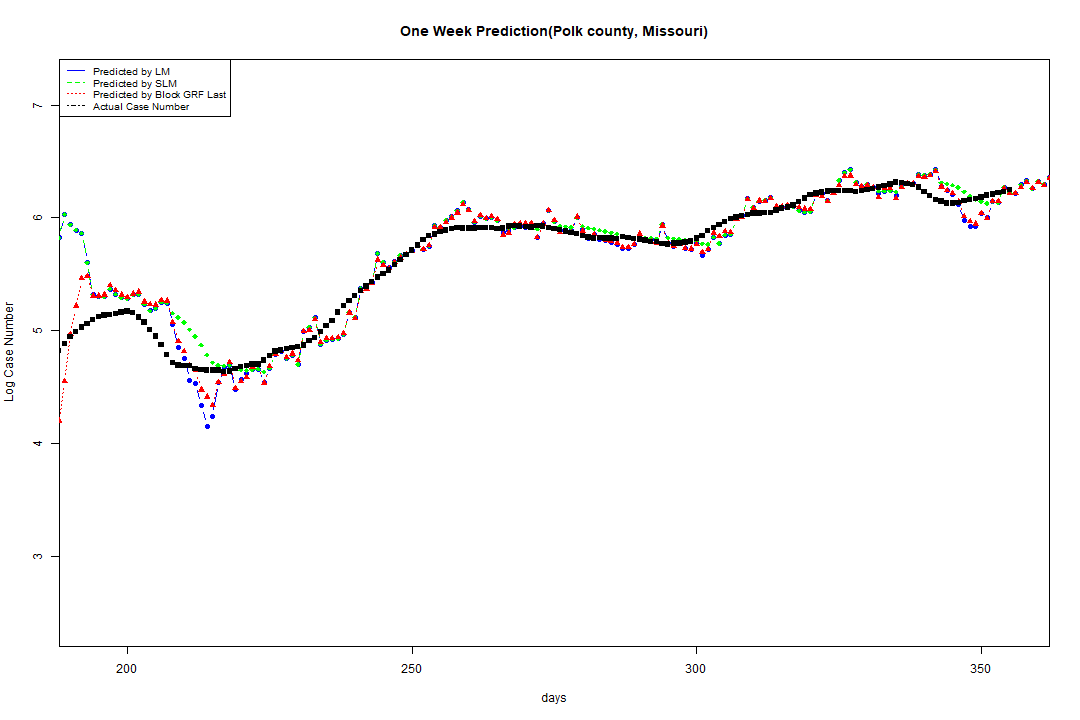 One Week Prediction(Polk county, Missouri)
Predicted by LM
Predicted by SLM
Predicted by Block GRF Last
Actual Case Number
7
6
5
4
3
Log Case Number
200 250 300 350
days